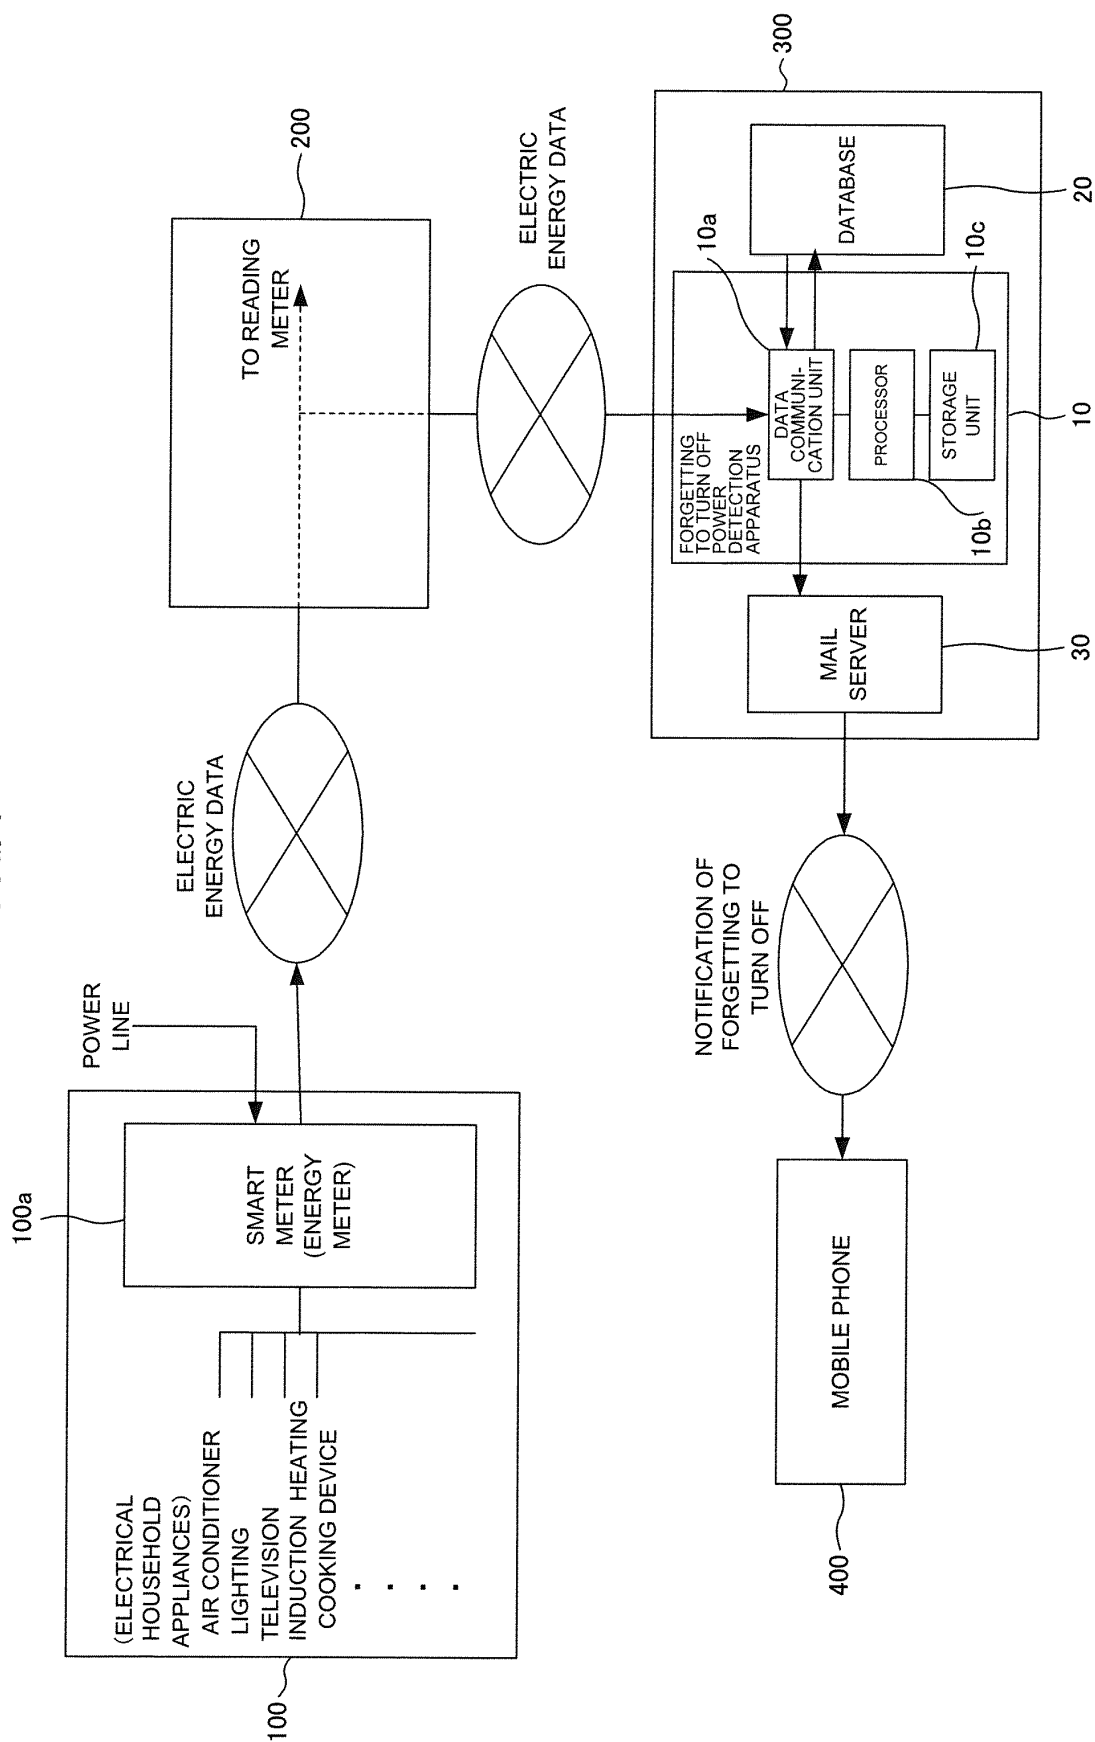 100
(ELECTRICAL
HOUSEHOLD
APPLIANCES)
AIR CONDITIONER
LIGHTING
TELEVISION
INDUCTION HEATING
COOKING DEVICE
. . . .
100a
SMART
METER
(ENERGY
METER)
POWER
LINE
ELECTRIC
ENERGY DATA
200
TO READING
METER
ELECTRIC
ENERGY DATA
300
FORGETTING
TO TURN OFF
POWER
DETECTION
APPARATUS
10a
DATA
COMMUNI-
CATION UNIT
PROCESSOR
10b
STORAGE
UNIT
10c
10
DATABASE
20
MAIL
SERVER
30
NOTIFICATION OF
FORGETTING TO
TURN OFF
MOBILE PHONE
400